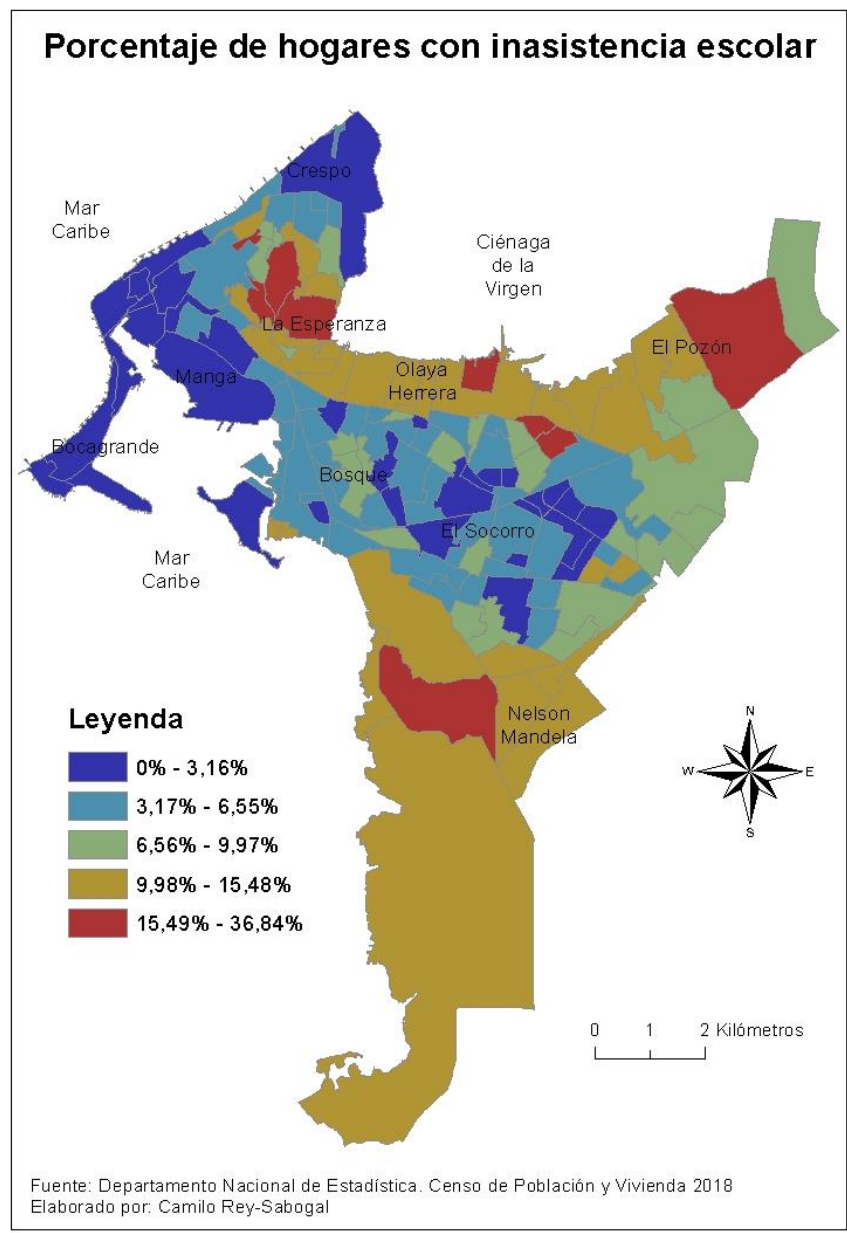 Porcentaje de hogares con inasistencia escolar
Crespo
Mar
Caribe
Ciénaga
de la
Virgen
La Esperanza
El Pozón
Manga
Olaya
Herrera
Bocagrande
Bosque
El Socorro
Mar
Caribe
Leyenda
0% - 3,16%
3,17% - 6,55%
6,56% - 9,97%
9,98% - 15,48%
15,49% - 36,84%
Nelson
Mandela
N
W
E
S
0 1 2 Kilómetros
Fuente: Departamento Nacional de Estadística. Censo de Población y Vivienda 2018
Elaborado por: Camilo Rey-Sabogal